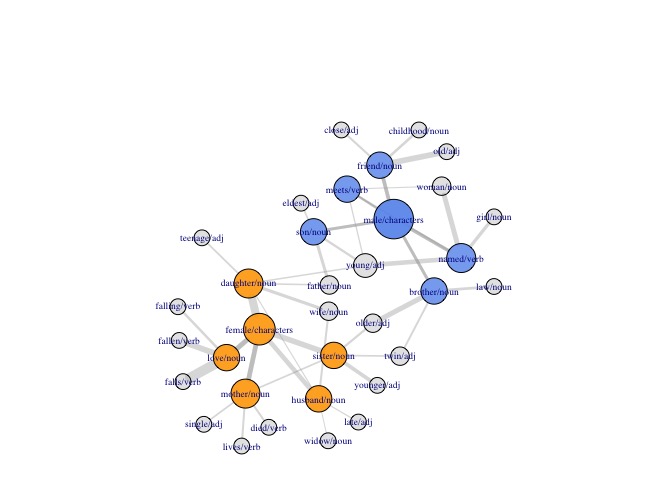 close/adj
childhood/noun
old/adj
friend/noun
meets/verb
woman/noun
eldest/adj
male/characters
girl/noun
son/noun
teenage/adj
young/adj
named/verb
daughter/noun
father/noun
brother/noun
law/noun
falling/verb
wife/noun
older/adj
female/characters
fallen/verb
love/noun
sister/noun
twin/adj
falls/verb
younger/adj
mother/noun
husband/noun
single/adj
died/verb
late/adj
lives/verb
widow/noun